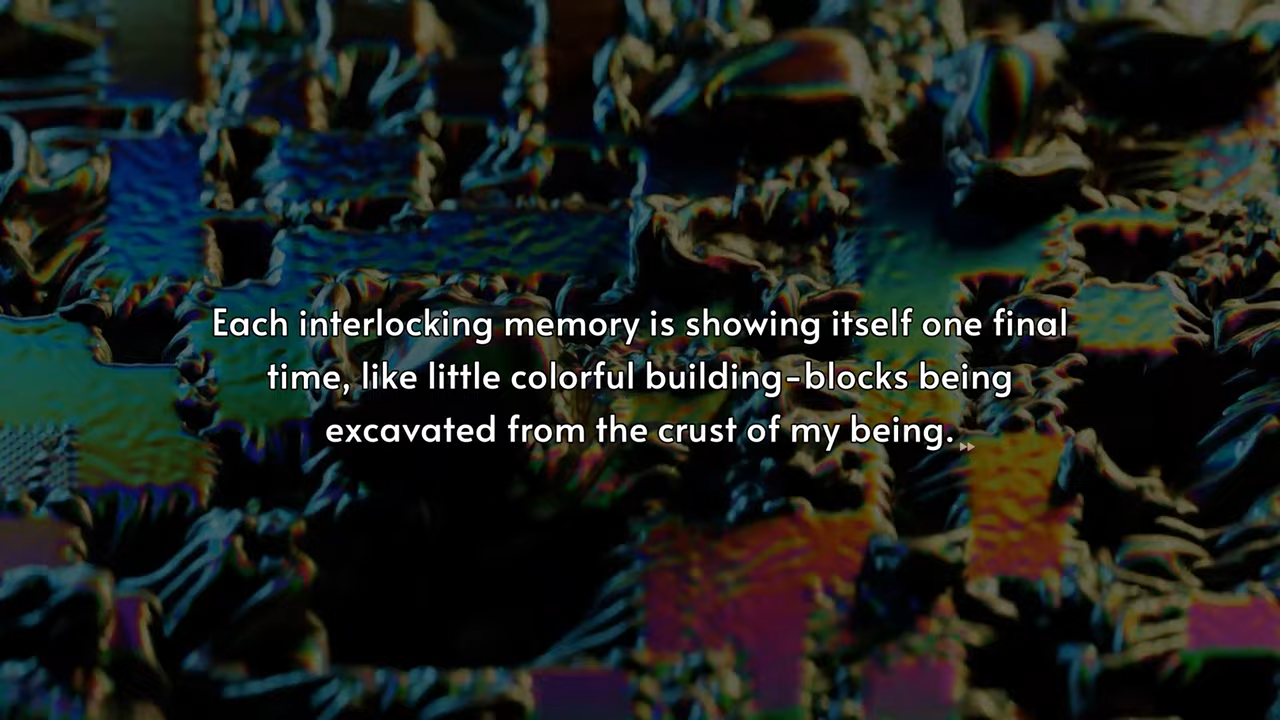 Each interlocking memory is showing itself one final
time, like little colorful building-blocks being
excavated from the crust of my being.